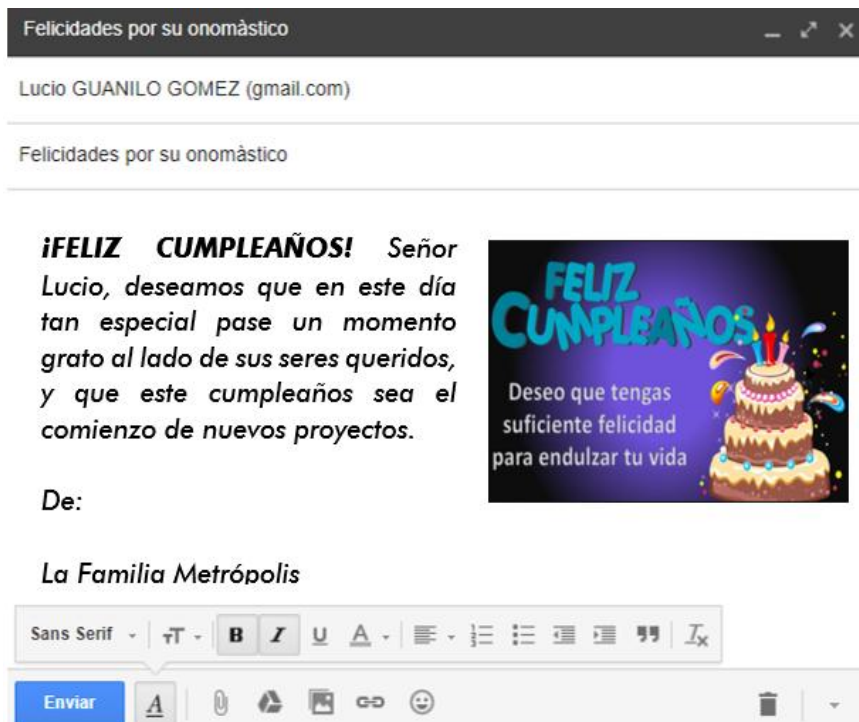 Felicidades por su onomàstico
Lucio GUANILO GOMEZ (gmail.com)
Felicidades por su onomàstico
¡FELIZ CUMPLEAÑOS! Señor
Lucio, deseamos que en este día
tan especial pase un momento
grato al lado de sus seres queridos,
y que este cumpleaños sea el
comienzo de nuevos proyectos.
De:
La Familia Metrópolis
FELIZ
CUMPLEAÑOS
Deseo que tengas
suficiente felicidad
para endulzar tu vida
Sans Serif
Enviar